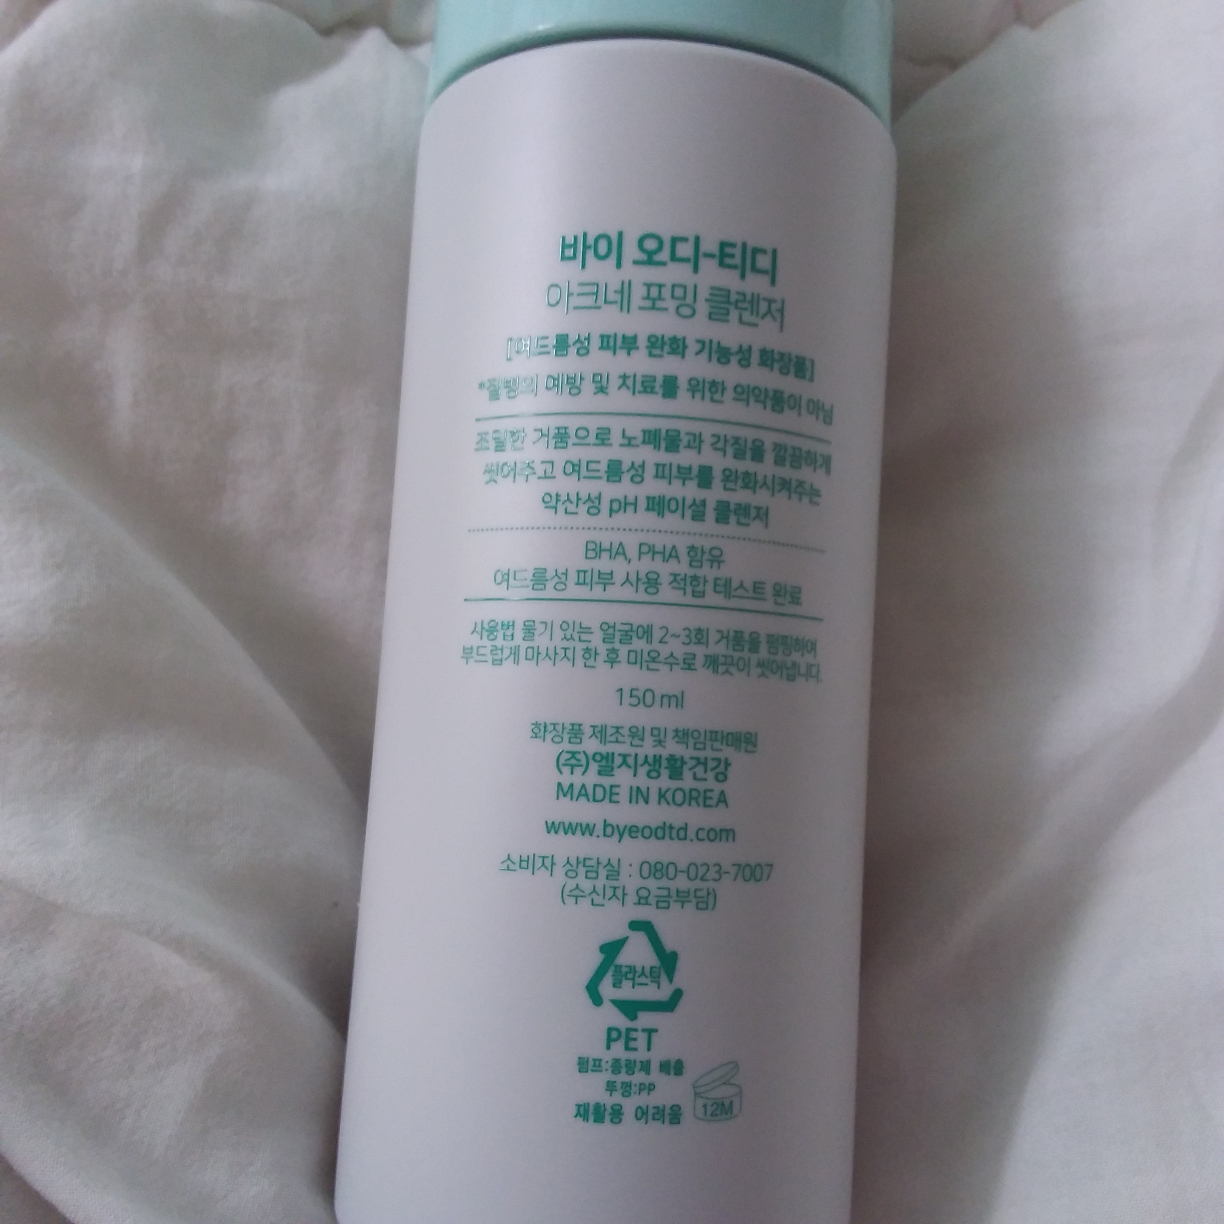 바이 오디-티디
아크네 포밍 클렌저
[여드름성 피부 완화 기능성 화장품]
*질병의 예방 및 치료를 위한 의약품이 아님
조밀한 거품으로 노폐물과 각질을 깔끔하게
씻어주고 여드름성 피부를 완화시켜주는
약산성 pH 페이셜 클렌저
BHA, PHA 함유
여드름성 피부 사용 적합 테스트 완료
사용법 물기 있는 얼굴에 2~3회 거품을 펌핑하여
부드럽게 마사지 한 후 미온수로 깨끗이 씻어냅니다.
150 ml
화장품 제조원 및 책임판매원
(주)엘지생활건강
MADE IN KOREA
www.byeodtd.com
소비자 상담실 : 080-023-7007
(수신자 요금부담)
플라스틱
PET
펌프:종량제 배출
뚜껑:PP
재활용 어려움
12M